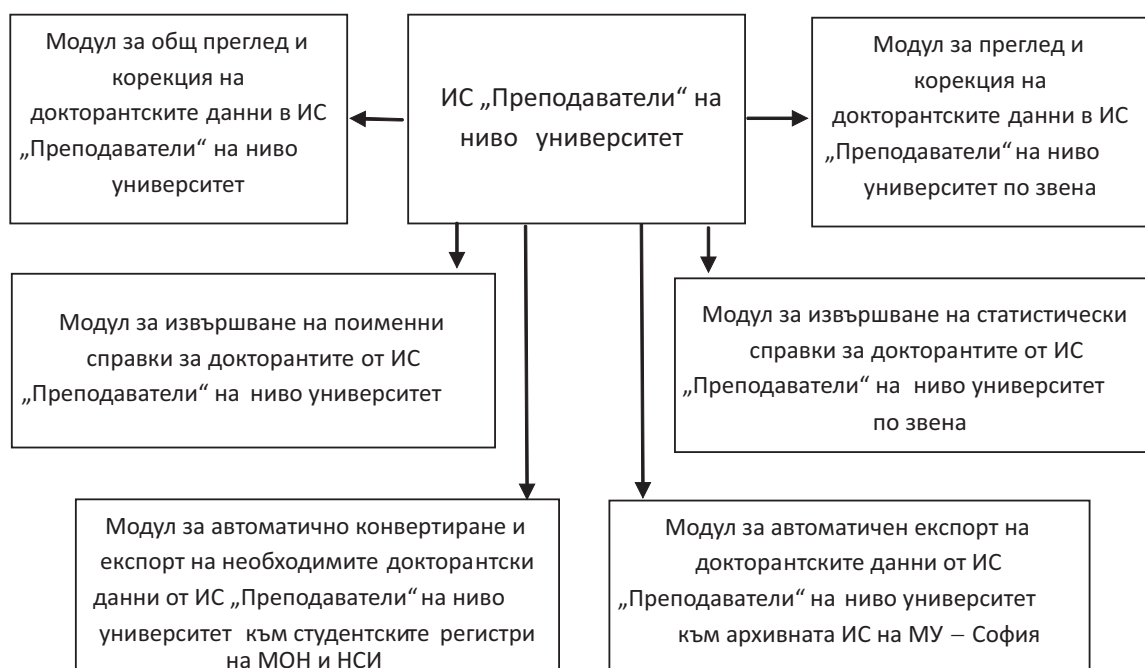 Модул за общ преглед и
корекция на
докторантските данни в ИС
„Преподаватели“ на ниво
университет
ИС „Преподаватели“ на
ниво университет
Модул за преглед и
корекция на
докторантските данни в ИС
„Преподаватели“ на ниво
университет по звена
Модул за извършване на поименни
справки за докторантите от ИС
„Преподаватели“ на ниво университет
Модул за извършване на статистически
справки за докторантите от ИС
„Преподаватели“ на ниво университет
по звена
Модул за автоматично конвертиране и
експорт на необходимите докторантски
данни от ИС „Преподаватели“ на ниво
университет към студентските регистри
на МОН и НСИ
Модул за автоматичен експорт на
докторантските данни от ИС
„Преподаватели“ на ниво университет
към архивната ИС на МУ – София